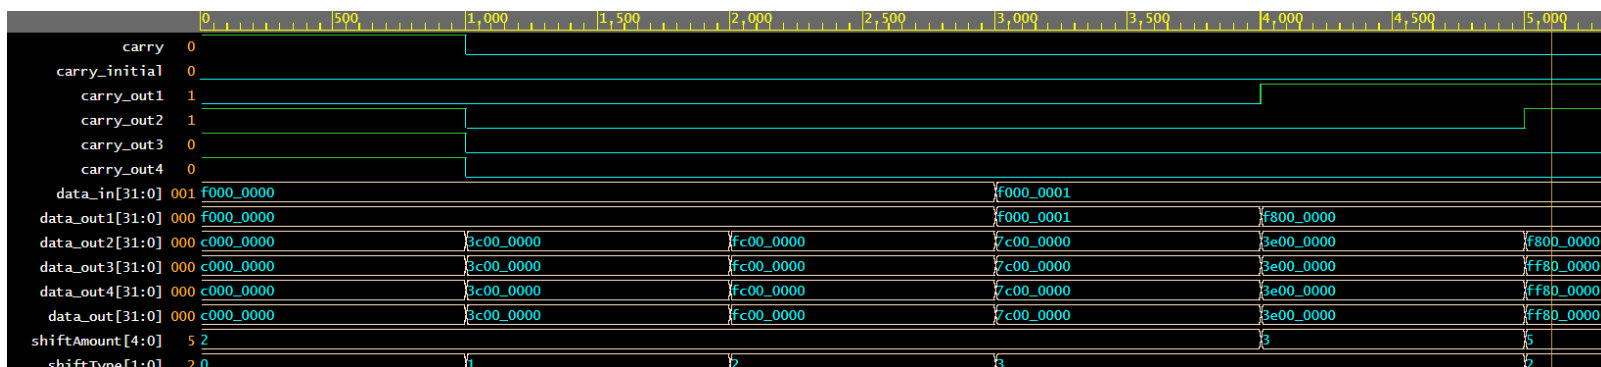 0 500 1,000 1,500 2,000 2,500 3,000 3,500 4,000 4,500 5,000
carry 0
carry_initial 0
carry_out1 1
carry_out2 1
carry_out3 0
carry_out4 0
data_in[31:0] 001 f000_0000 f000_0001
data_out1[31:0] 000 f000_0000 f000_0001 f800_0000
data_out2[31:0] 000 c000_0000 3c00_0000 fc00_0000 7c00_0000 3e00_0000 f800_0000
data_out3[31:0] 000 c000_0000 3c00_0000 fc00_0000 7c00_0000 3e00_0000 ff80_0000
data_out4[31:0] 000 c000_0000 3c00_0000 fc00_0000 7c00_0000 3e00_0000 ff80_0000
data_out[31:0] 000 c000_0000 3c00_0000 fc00_0000 7c00_0000 3e00_0000 ff80_0000
shiftAmount[4:0] 5 2 3 5
shiftType[1:0] 2 0 1 2 3 2